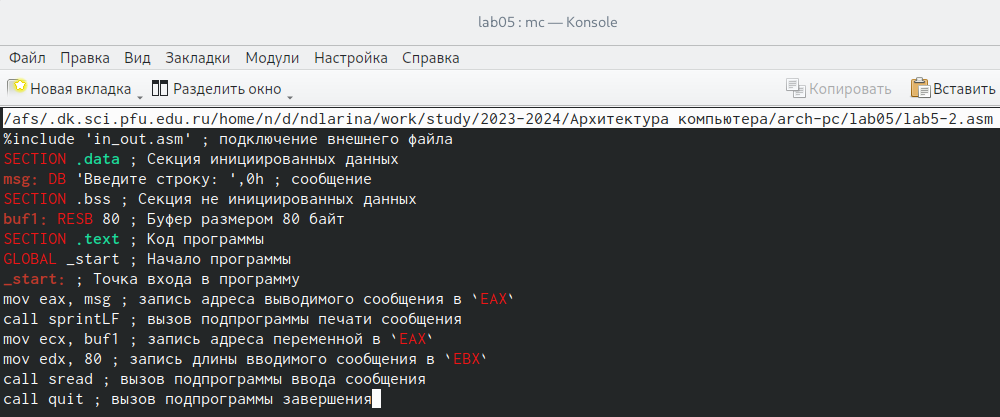 lab05 : mc — Konsole
Файл Правка Вид Закладки Модули Настройка Справка
Новая вкладка Разделить окно Копировать Вставить
/afs/.dk.sci.pfu.edu.ru/home/n/d/ndlarina/work/study/2023-2024/Архитектура компьютера/arch-pc/lab05/lab5-2.asm
%include 'in_out.asm' ; подключение внешнего файла
SECTION .data ; Секция инициированных данных
msg: DB 'Введите строку: ',0h ; сообщение
SECTION .bss ; Секция не инициированных данных
buf1: RESB 80 ; Буфер размером 80 байт
SECTION .text ; Код программы
GLOBAL _start ; Начало программы
_start: ; Точка входа в программу
mov eax, msg ; запись адреса выводимого сообщения в `EAX`
call sprintLF ; вызов подпрограммы печати сообщения
mov ecx, buf1 ; запись адреса переменной в `EAX`
mov edx, 80 ; запись длины вводимого сообщения в `EBX`
call sread ; вызов подпрограммы ввода сообщения
call quit ; вызов подпрограммы завершения